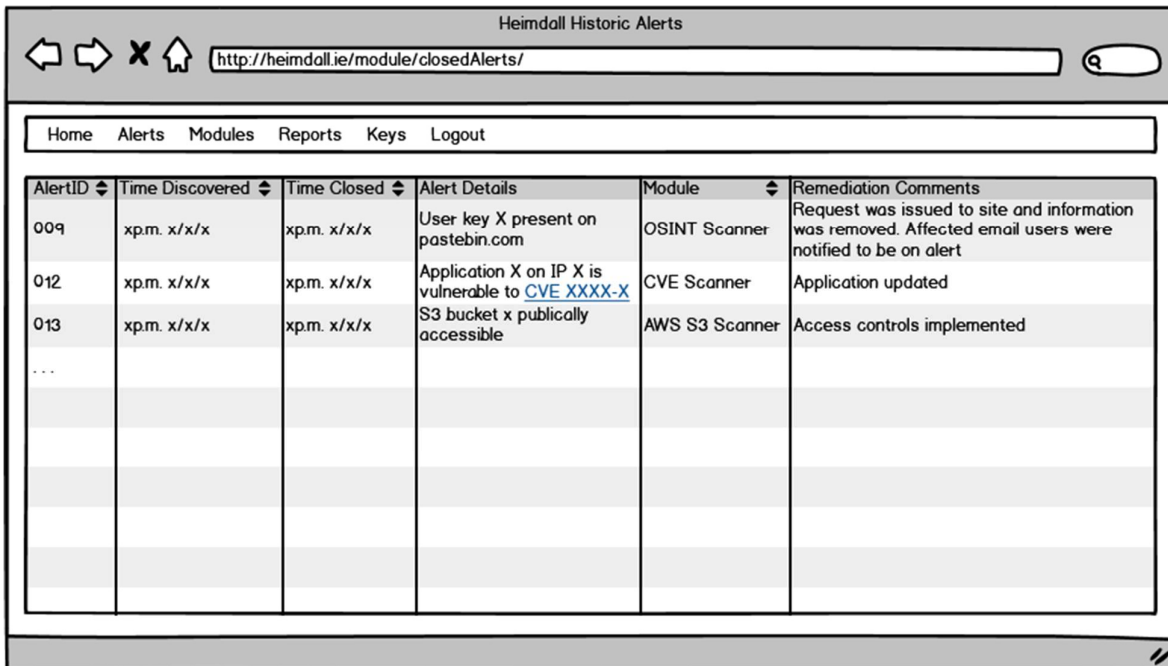 Heimdall Historic Alerts
http://heimdall.ie/module/closedAlerts/
Home Alerts Modules Reports Keys Logout
AlertID Time Discovered Time Closed Alert Details Module Remediation Comments
009 xp.m. x/x/x xp.m. x/x/x User key X present on pastebin.com OSINT Scanner Request was issued to site and information was removed. Affected email users were notified to be on alert
012 xp.m. x/x/x xp.m. x/x/x Application X on IP X is vulnerable to CVE XXXX-X CVE Scanner Application updated
013 xp.m. x/x/x xp.m. x/x/x S3 bucket x publically accessible AWS S3 Scanner Access controls implemented
...